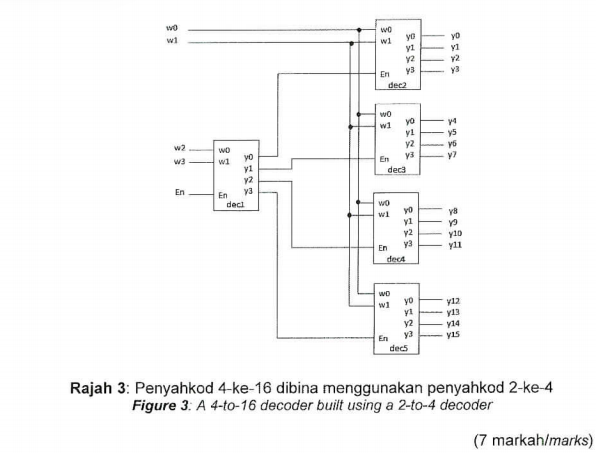 w0
w1
w0
w1
En
y0
y1
y2
y3
dec2
y0
y1
y2
y3
w0
w1
En
y0
y1
y2
y3
dec3
y4
y5
y6
y7
w2
w3
En
w0
w1
En
y0
y1
y2
y3
dec1
w0
w1
En
y0
y1
y2
y3
dec4
y8
y9
y10
y11
w0
w1
En
y0
y1
y2
y3
dec5
y12
y13
y14
y15
Rajah 3: Penyahkod 4-ke-16 dibina menggunakan penyahkod 2-ke-4
Figure 3: A 4-to-16 decoder built using a 2-to-4 decoder
(7 markah/marks)